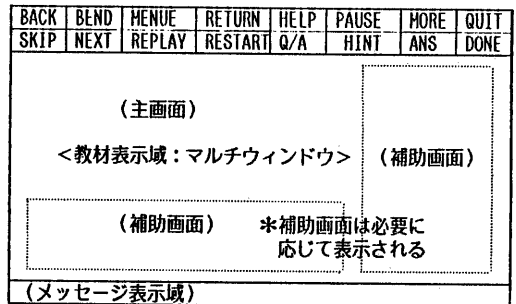 BACK BEND MENUE RETURN HELP PAUSE MORE QUIT
SKIP NEXT REPLAY RESTART Q/A HINT ANS DONE
(主画面)
<教材表示域:マルチウィンドウ>
(補助画面)
(補助画面)
*補助画面は必要に
応じて表示される
(メッセージ表示域)